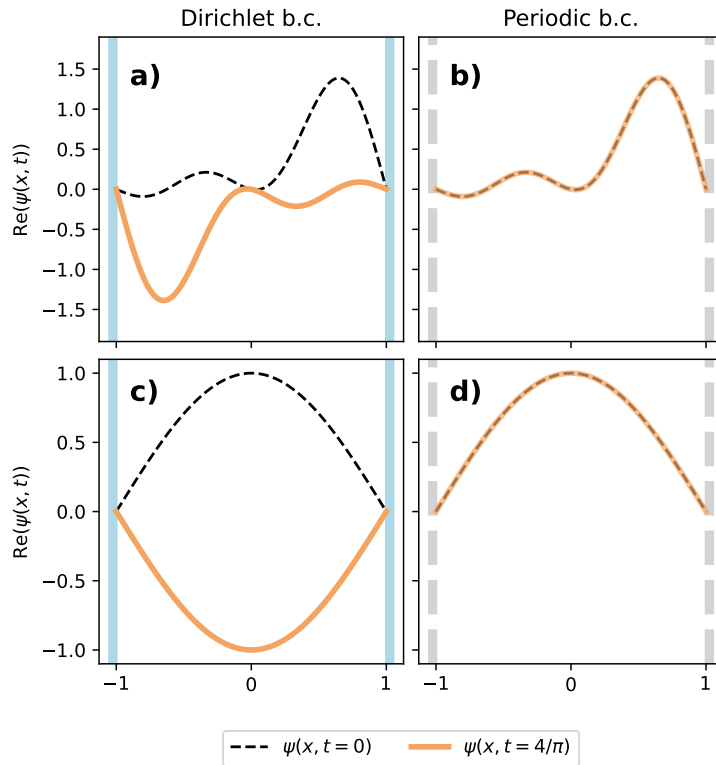 Dirichlet b.c.
Periodic b.c.
a)
b)
Re(ψ(x, t))
1.5
1.0
0.5
0.0
−0.5
−1.0
−1.5
c)
d)
Re(ψ(x, t))
1.0
0.5
0.0
−0.5
−1.0
−1 0 1
−1 0 1
ψ(x, t = 0)
ψ(x, t = 4/π)